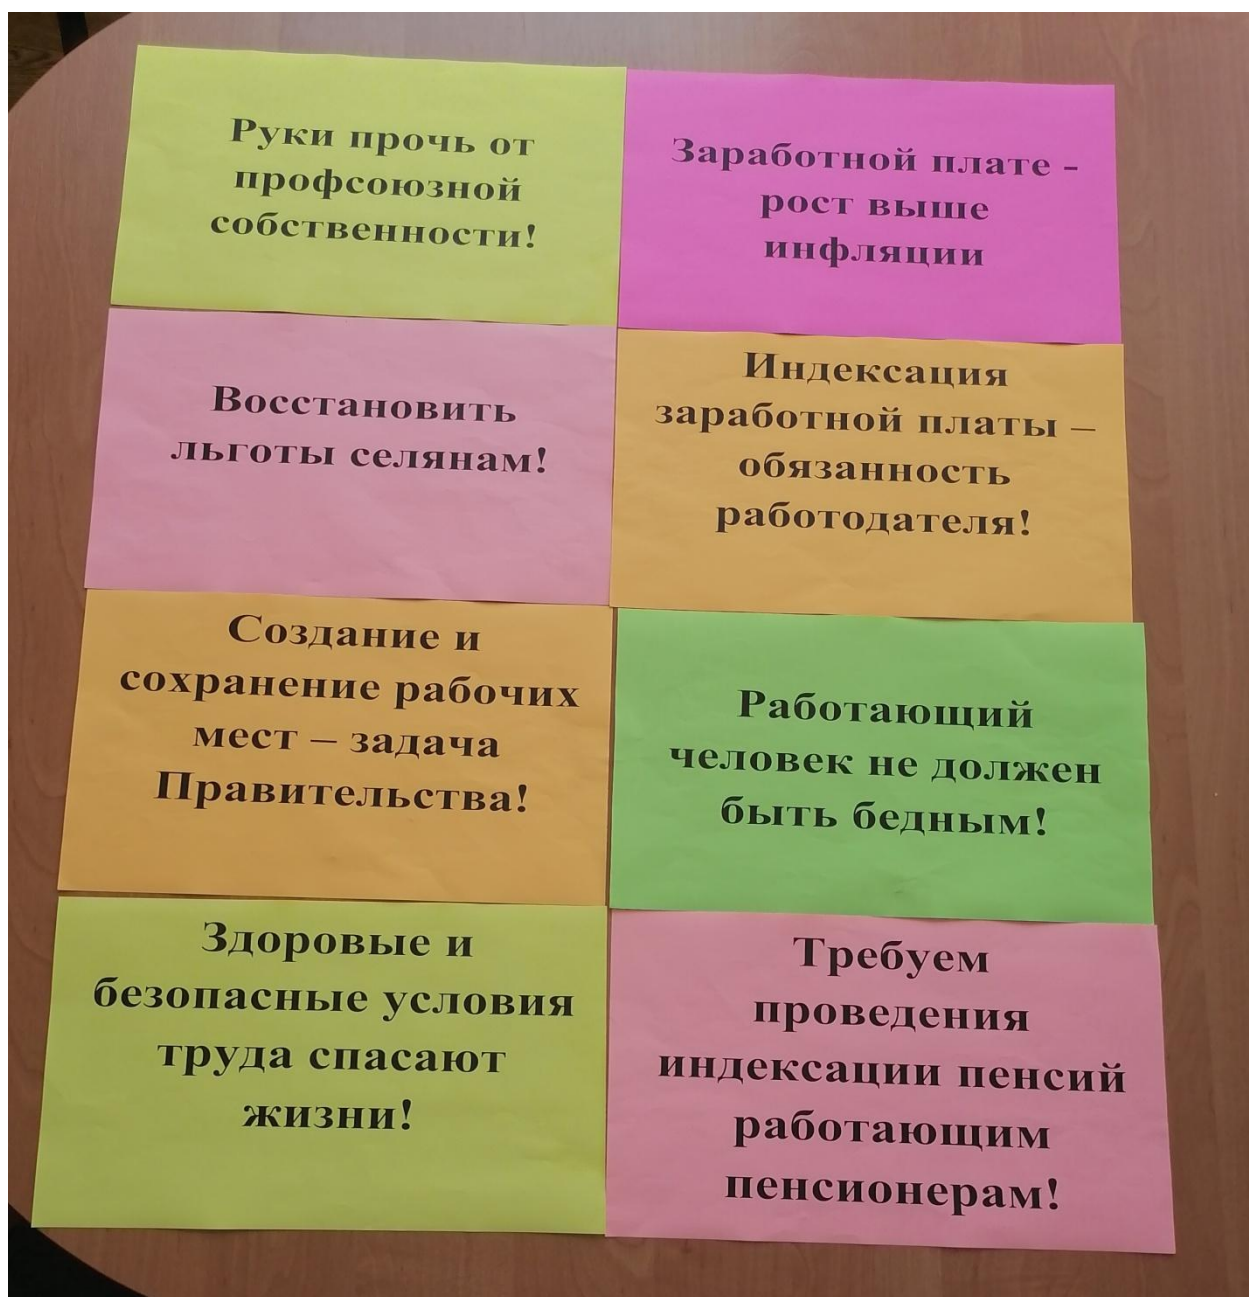 Руки прочь от
профсоюзной
собственности!
Заработной плате -
рост выше
инфляции
Восстановить
льготы селянам!
Индексация
заработной платы –
обязанность
работодателя!
Создание и
сохранение рабочих
мест – задача
Правительства!
Работающий
человек не должен
быть бедным!
Здоровые и
безопасные условия
труда спасают
жизни!
Требуем
проведения
индексации пенсий
работающим
пенсионерам!